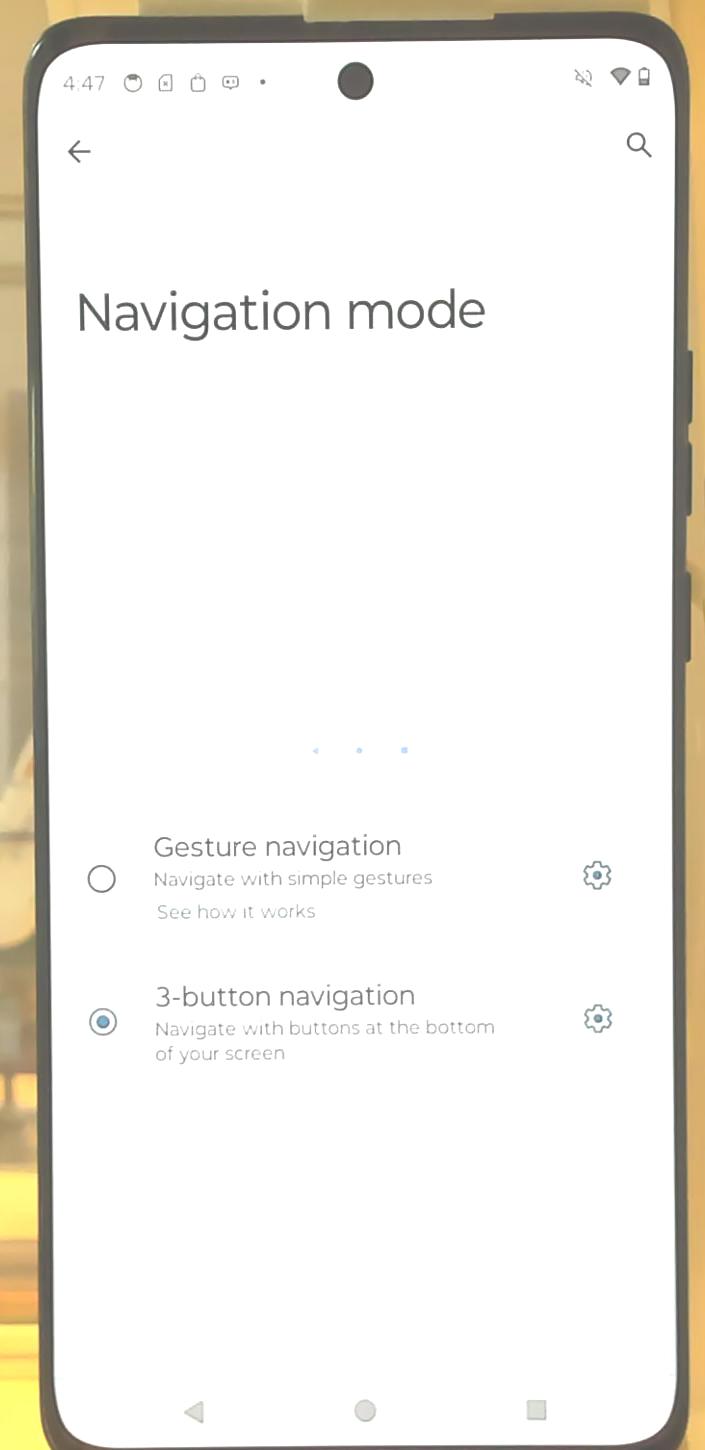 4:47
Navigation mode
Gesture navigation
Navigate with simple gestures
See how it works
3-button navigation
Navigate with buttons at the bottom
of your screen